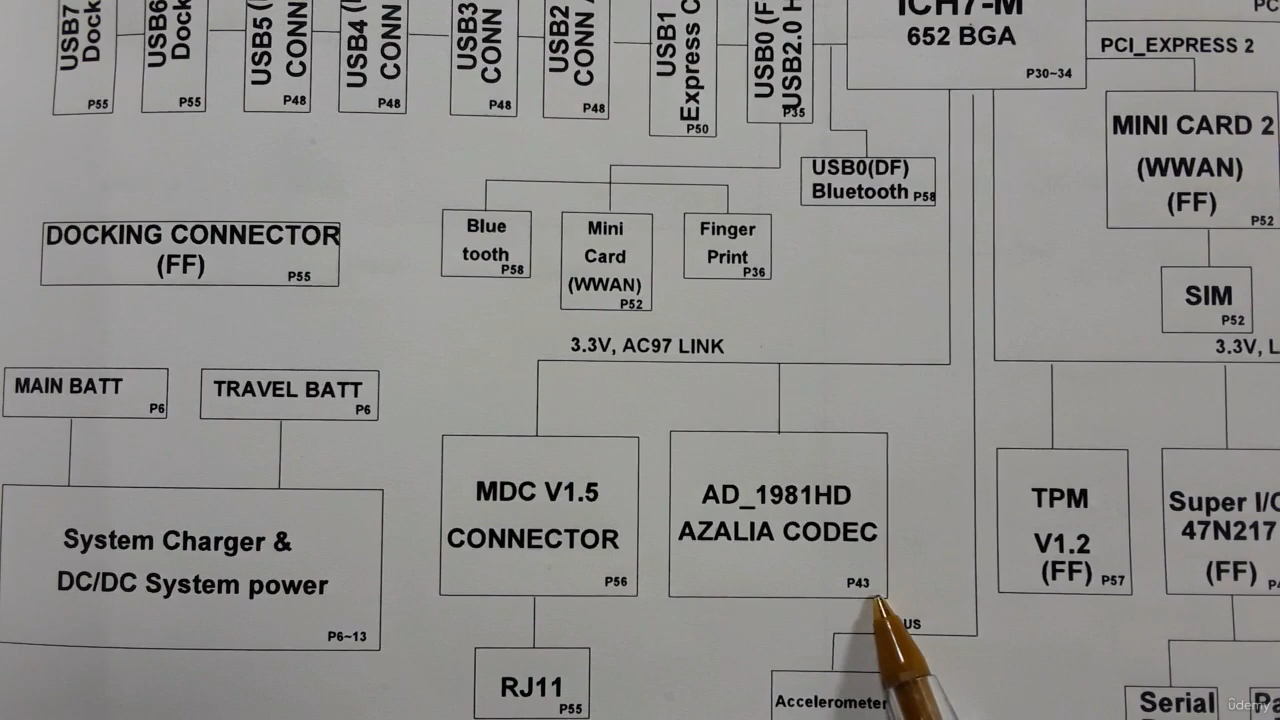 ICH7-M
652 BGA
P30~34
PCI_EXPRESS 2
USB7
Dock
P55
USB6
Dock
P55
USB5
CONN
P48
USB4
CONN
P48
USB3
CONN
P48
USB2
CONN
P48
USB1
Express
P50
USB0
USB2.0
P35
USB0(DF)
Bluetooth P58
MINI CARD 2
(WWAN)
(FF)
P52
SIM
P52
DOCKING CONNECTOR
(FF)
P55
Blue
tooth
P58
Mini
Card
(WWAN)
P52
Finger
Print
P36
3.3V, AC97 LINK
3.3V, L
MAIN BATT
P6
TRAVEL BATT
P6
System Charger &
DC/DC System power
P6~13
MDC V1.5
CONNECTOR
P56
AD_1981HD
AZALIA CODEC
P43
TPM
V1.2
(FF) P57
Super I/O
47N217
(FF)
US
RJ11
P55
Accelerometer
Serial
ûdemy